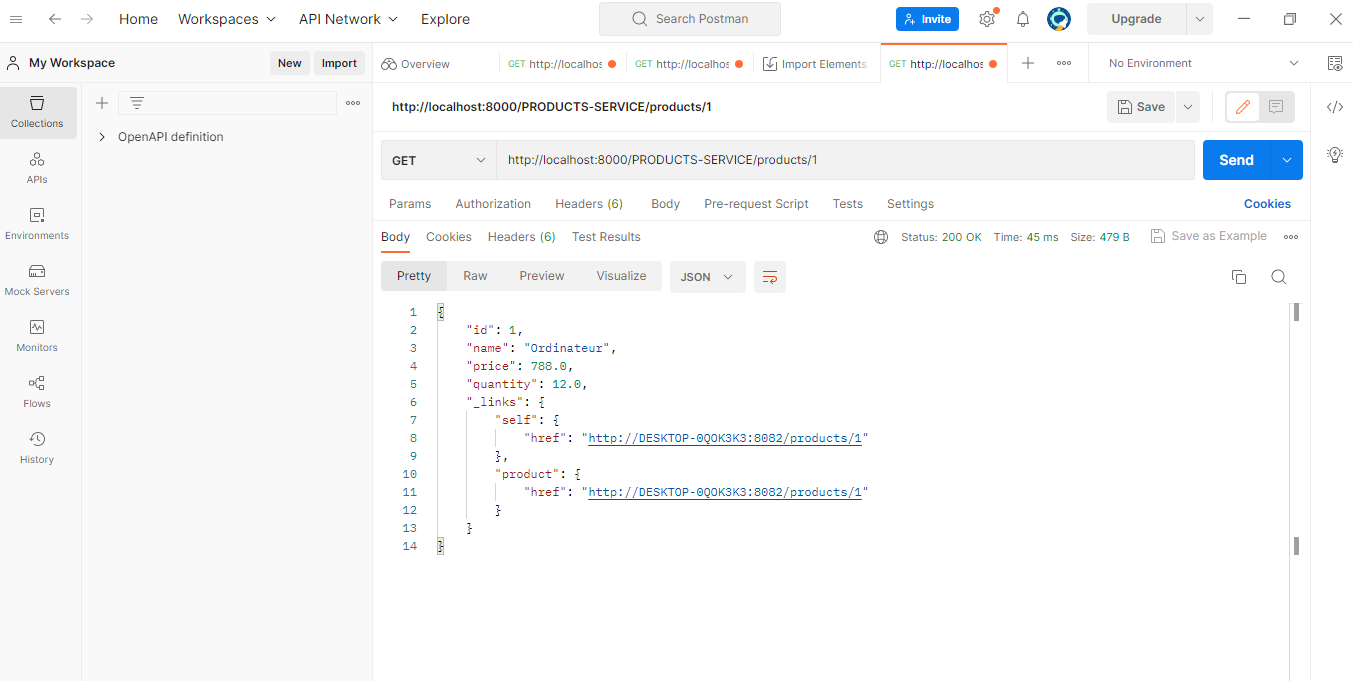 Home Workspaces API Network Explore Search Postman Invite Upgrade
My Workspace New Import Overview GET http://localhos GET http://localhos Import Elements GET http://localhos No Environment
http://localhost:8000/PRODUCTS-SERVICE/products/1 Save
Collections
OpenAPI definition
GET http://localhost:8000/PRODUCTS-SERVICE/products/1 Send
APIs
Params Authorization Headers (6) Body Pre-request Script Tests Settings Cookies
Environments
Body Cookies Headers (6) Test Results Status: 200 OK Time: 45 ms Size: 479 B Save as Example
Pretty Raw Preview Visualize JSON
Mock Servers
Monitors
Flows
History
1 {
2 "id": 1,
3 "name": "Ordinateur",
4 "price": 788.0,
5 "quantity": 12.0,
6 "_links": {
7 "self": {
8 "href": "http://DESKTOP-0QOK3K3:8082/products/1"
9 },
10 "product": {
11 "href": "http://DESKTOP-0QOK3K3:8082/products/1"
12 }
13 }
14 }